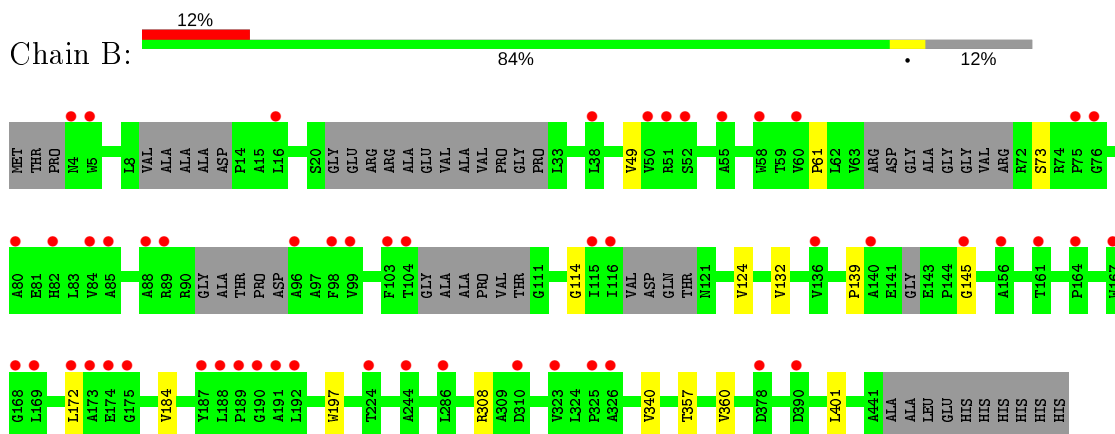 12%
Chain B:
84% • 12%
MET THR PRO N4 W5 L8 VAL ALA ALA ALA ASP P14 A15 L16 S20 GLY GLU ARG ARG ALA GLU VAL ALA VAL PRO GLY PRO L33 L38 V49 V50 R51 S52 A55 W58 T59 V60 P61 L62 V63 ARG ASP GLY ALA GLY GLY VAL ARG R72 S73 R74 P75 G76
A80 E81 H82 L83 V84 A85 A88 R89 R90 GLY ALA THR PRO ASP A96 A97 F98 V99 F103 T104 GLY ALA ALA PRO VAL THR G111 G114 I115 I116 VAL ASP GLN THR N121 V124 V132 V136 P139 A140 E141 GLY E143 P144 G145 A156 T161 P164 W167
G168 L169 L172 A173 E174 G175 V184 Y187 L188 P189 G190 A191 L192 W197 T224 A244 L286 R308 A309 D310 V323 L324 P325 A326 V340 T357 V360 D378 D390 L401 A441 ALA ALA LEU GLU HIS HIS HIS HIS HIS HIS